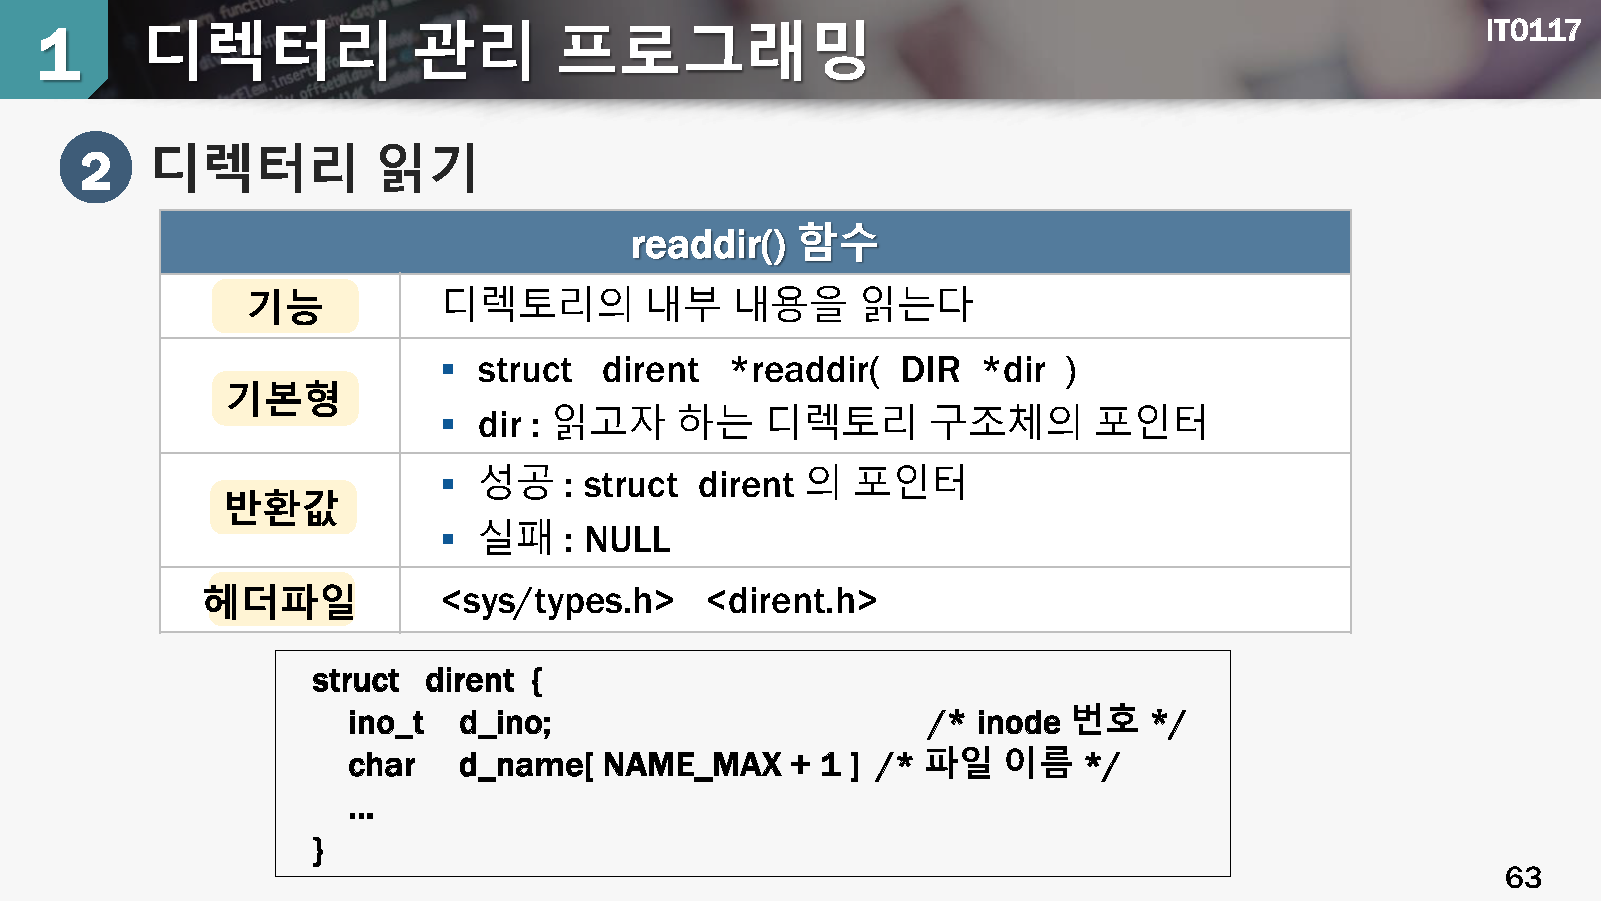 1 디렉터리 관리 프로그래밍
IT0117
2 디렉터리 읽기
readdir() 함수
기능 디렉토리의 내부 내용을 읽는다
기본형
▪ struct dirent *readdir( DIR *dir )
▪ dir : 읽고자 하는 디렉토리 구조체의 포인터
반환값
▪ 성공 : struct dirent 의 포인터
▪ 실패 : NULL
헤더파일 <sys/types.h> <dirent.h>
struct dirent {
ino_t d_ino; /* inode 번호 */
char d_name[ NAME_MAX + 1 ] /* 파일 이름 */
...
}
63